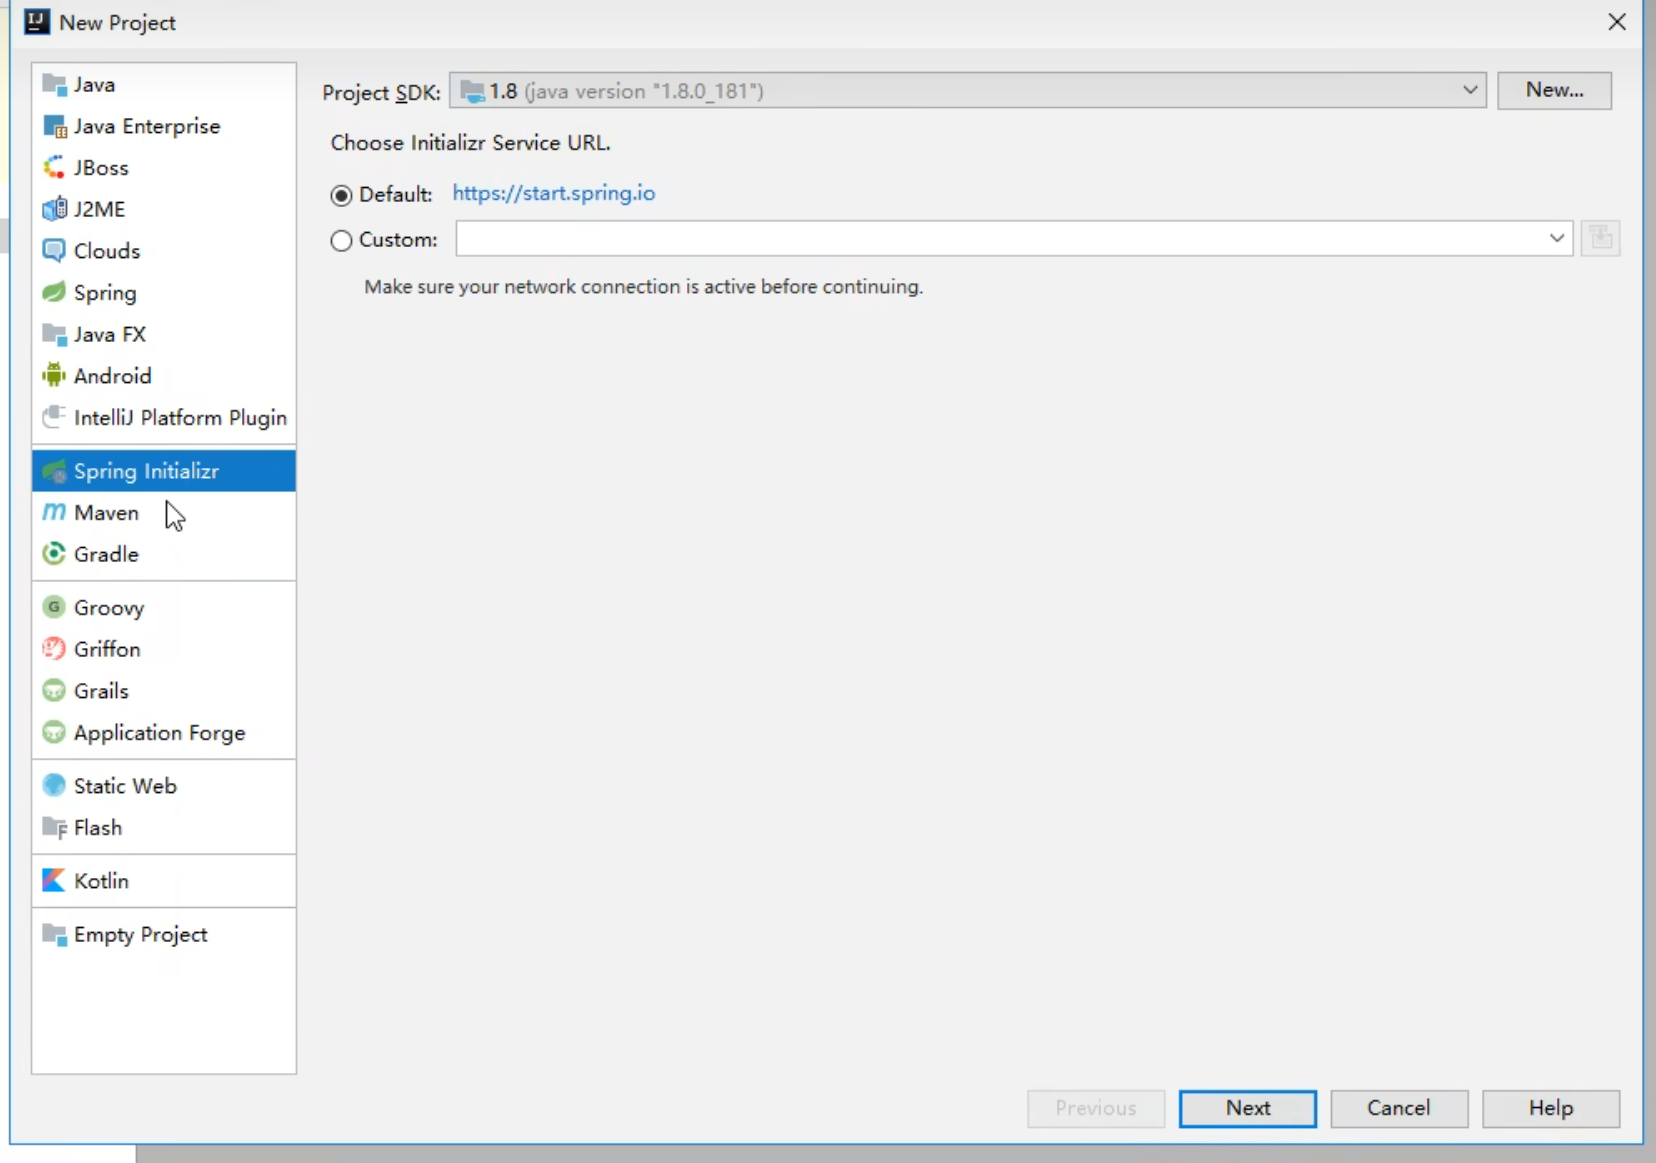 New Project
Java
Java Enterprise
JBoss
J2ME
Clouds
Spring
Java FX
Android
IntelliJ Platform Plugin
Spring Initializr
Maven
Gradle
Groovy
Griffon
Grails
Application Forge
Static Web
Flash
Kotlin
Empty Project
Project SDK: 1.8 (java version "1.8.0_181") New...
Choose Initializr Service URL.
Default: https://start.spring.io
Custom:
Make sure your network connection is active before continuing.
Previous Next Cancel Help